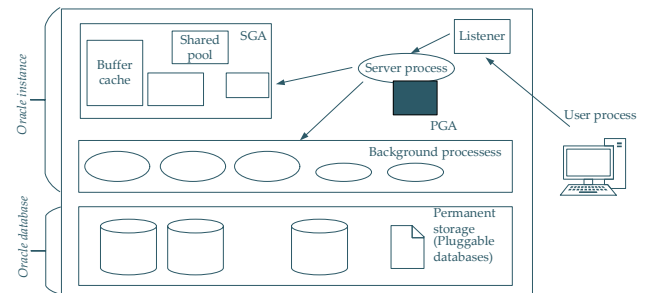 Oracle instance
Oracle database
SGA
Shared
pool
Buffer
cache
Listener
Server process
PGA
User process
Background processess
Permanent
storage
(Pluggable
databases)